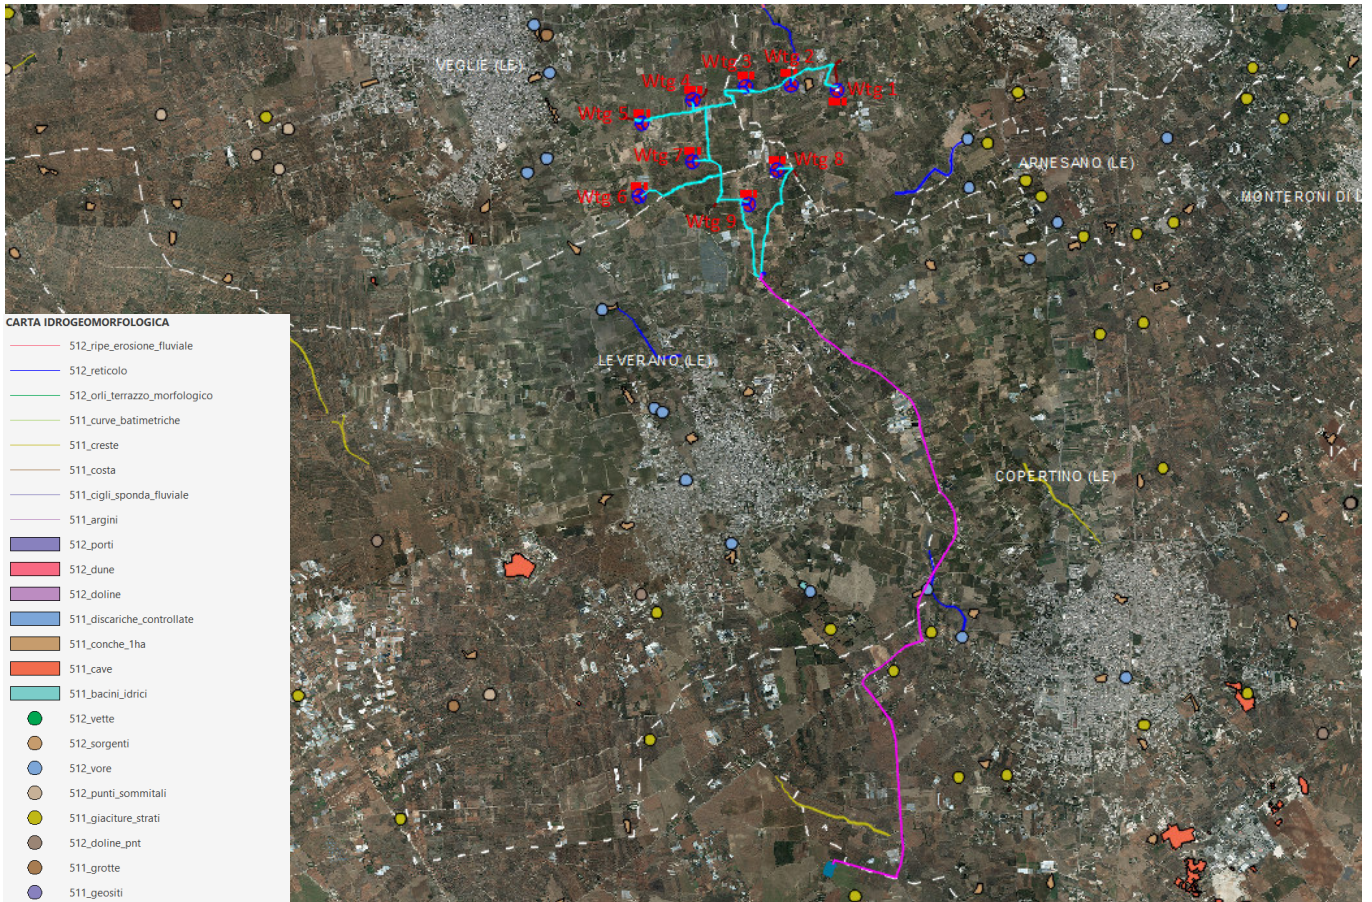 VEGLIE (LE)
Wtg 3
Wtg 2
Wtg 4
Wtg 1
Wtg 5
Wtg 7
Wtg 8
ARNESANO (LE)
Wtg 6
MONTERONI DI L
Wtg 9
CARTA IDROGEOMORFOLOGICA
512_ripe_erosione_fluviale
512_reticolo
512_orli_terrazzo_morfologico
511_curve_batimetriche
511_creste
511_costa
511_cigli_sponda_fluviale
511_argini
512_porti
512_dune
512_doline
511_discariche_controllate
511_conche_1ha
511_cave
511_bacini_idrici
512_vette
512_sorgenti
512_vore
512_punti_sommitali
511_giaciture_strati
512_doline_pnt
511_grotte
511_geositi
LEVERANO (LE)
COPERTINO (LE)